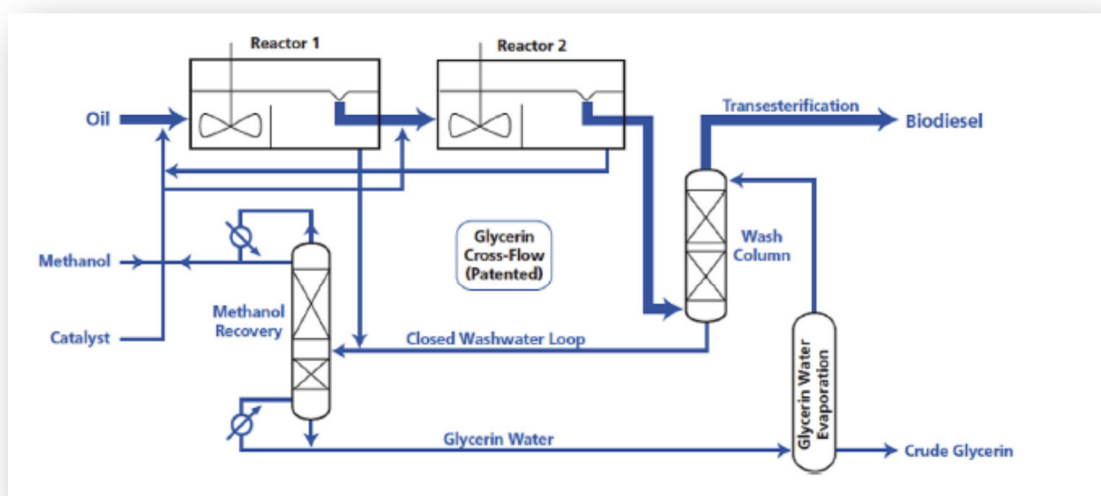 Reactor 1
Reactor 2
Oil
Transesterification
Biodiesel
Glycerin
Cross-Flow
(Patented)
Wash
Column
Methanol
Methanol
Recovery
Catalyst
Closed Washwater Loop
Glycerin Water
Evaporation
Glycerin Water
Crude Glycerin